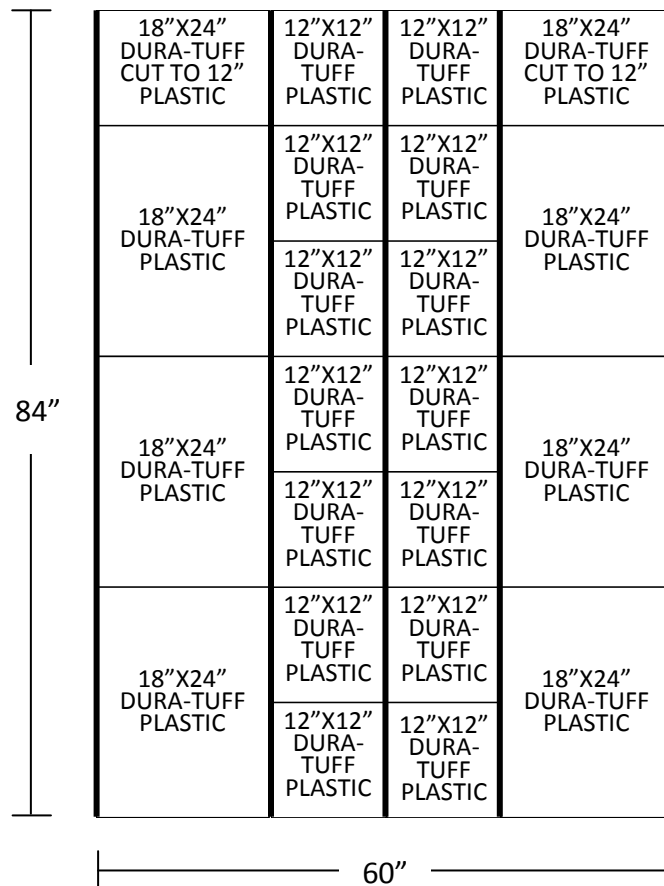 18”X24”
DURA-TUFF
CUT TO 12”
PLASTIC
12”X12”
DURA-
TUFF
PLASTIC
12”X12”
DURA-
TUFF
PLASTIC
18”X24”
DURA-TUFF
CUT TO 12”
PLASTIC
18”X24”
DURA-TUFF
PLASTIC
12”X12”
DURA-
TUFF
PLASTIC
12”X12”
DURA-
TUFF
PLASTIC
18”X24”
DURA-TUFF
PLASTIC
12”X12”
DURA-
TUFF
PLASTIC
12”X12”
DURA-
TUFF
PLASTIC
84”
18”X24”
DURA-TUFF
PLASTIC
12”X12”
DURA-
TUFF
PLASTIC
12”X12”
DURA-
TUFF
PLASTIC
18”X24”
DURA-TUFF
PLASTIC
12”X12”
DURA-
TUFF
PLASTIC
12”X12”
DURA-
TUFF
PLASTIC
18”X24”
DURA-TUFF
PLASTIC
12”X12”
DURA-
TUFF
PLASTIC
12”X12”
DURA-
TUFF
PLASTIC
18”X24”
DURA-TUFF
PLASTIC
12”X12”
DURA-
TUFF
PLASTIC
12”X12”
DURA-
TUFF
PLASTIC
60”